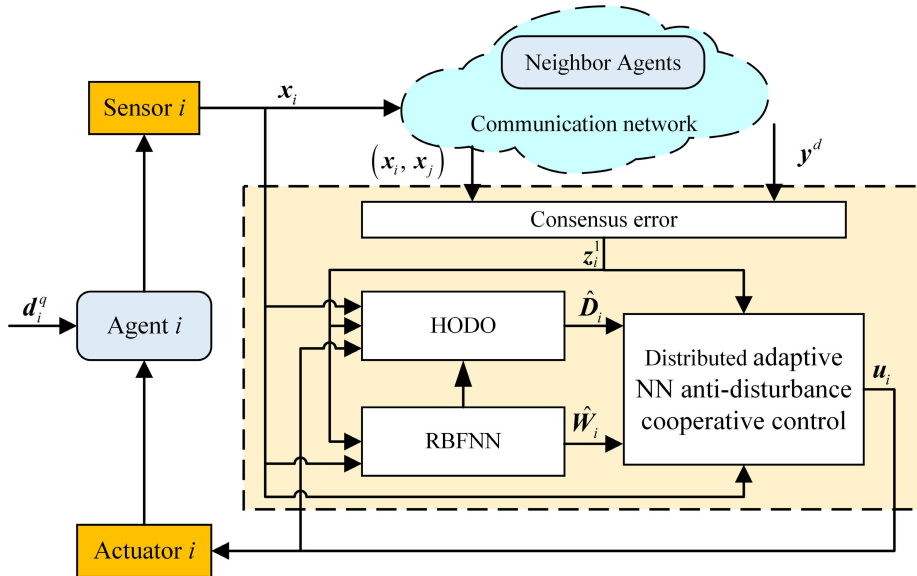 Neighbor Agents
Sensor i
x_i
Communication network
(x_i, x_j)
y^d
Consensus error
z_i^1
d_i^q
Agent i
HODO
D̂_i
Distributed adaptive
NN anti-disturbance
cooperative control
u_i
RBFNN
Ŵ_i
Actuator i